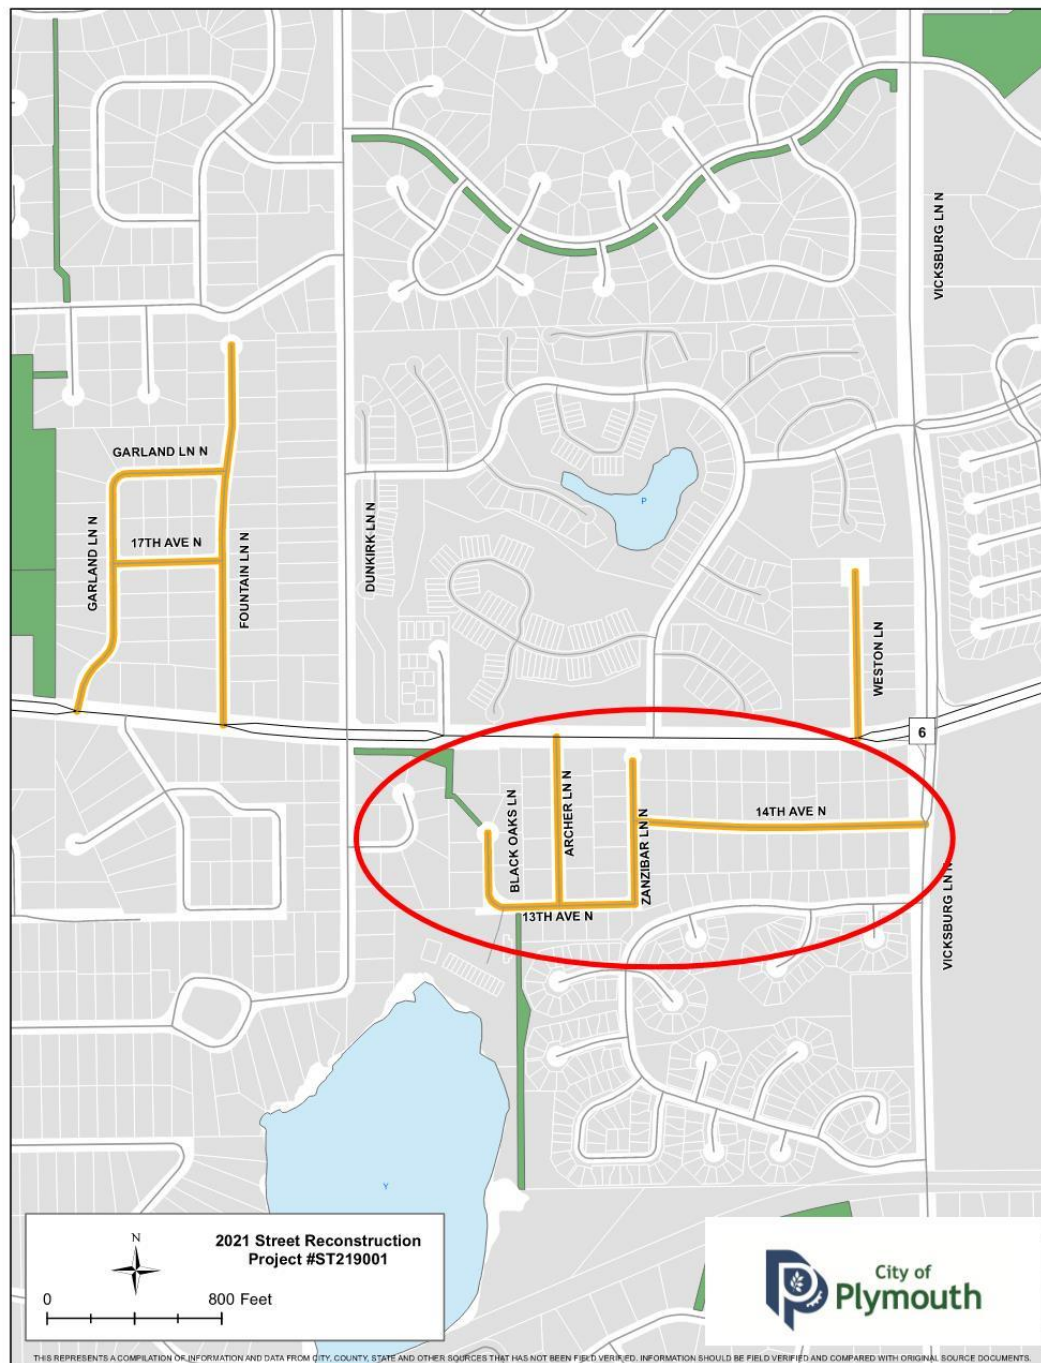 VICKSBURG LN N
GARLAND LN N
17TH AVE N
GARLAND LN N
FOUNTAIN LN N
DUNKIRK LN N
P
WESTON LN
6
BLACK OAKS LN
ARCHER LN N
ZANZIBAR LN N
14TH AVE N
13TH AVE N
VICKSBURG LN N
Y
N
2021 Street Reconstruction
Project #ST219001
0 800 Feet
City of
Plymouth
THIS REPRESENTS A COMPILATION OF INFORMATION AND DATA FROM CITY, COUNTY, STATE AND OTHER SOURCES THAT HAS NOT BEEN FIELD VERIFIED. INFORMATION SHOULD BE FIELD VERIFIED AND COMPARED WITH ORIGINAL SOURCE DOCUMENTS.